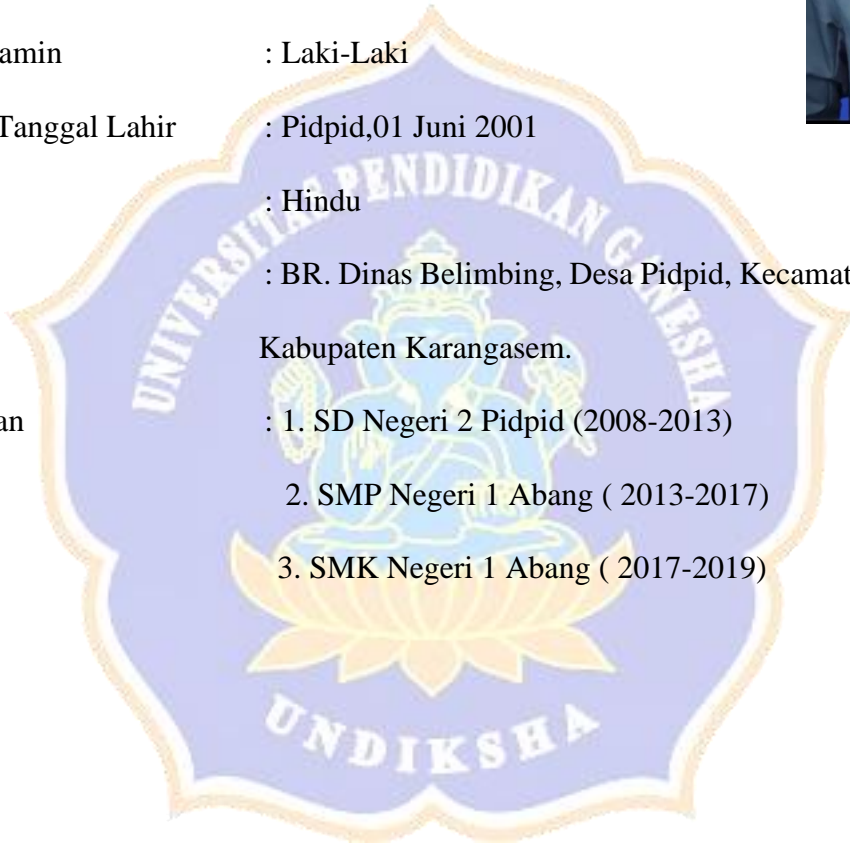 amin : Laki-Laki
Tanggal Lahir : Pidpid,01 Juni 2001
: Hindu
: BR. Dinas Belimbing, Desa Pidpid, Kecamat
Kabupaten Karangasem.
an : 1. SD Negeri 2 Pidpid (2008-2013)
2. SMP Negeri 1 Abang ( 2013-2017)
3. SMK Negeri 1 Abang ( 2017-2019)
UNIVERSITAS PENDIDIKAN GANESHA
UNDIKSHA